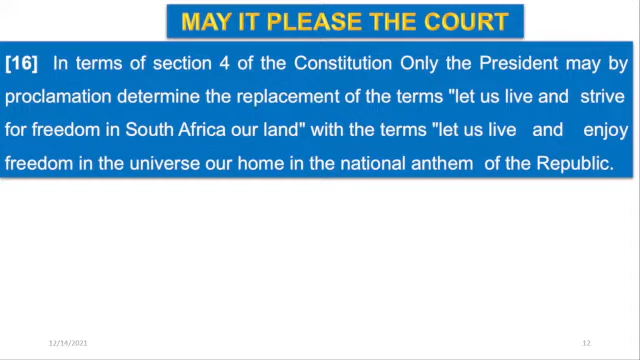 MAY IT PLEASE THE COURT
[16] In terms of section 4 of the Constitution Only the President may by
proclamation determine the replacement of the terms "let us live and strive
for freedom in South Africa our land" with the terms "let us live and enjoy
freedom in the universe our home in the national anthem of the Republic.
12/14/2021
12